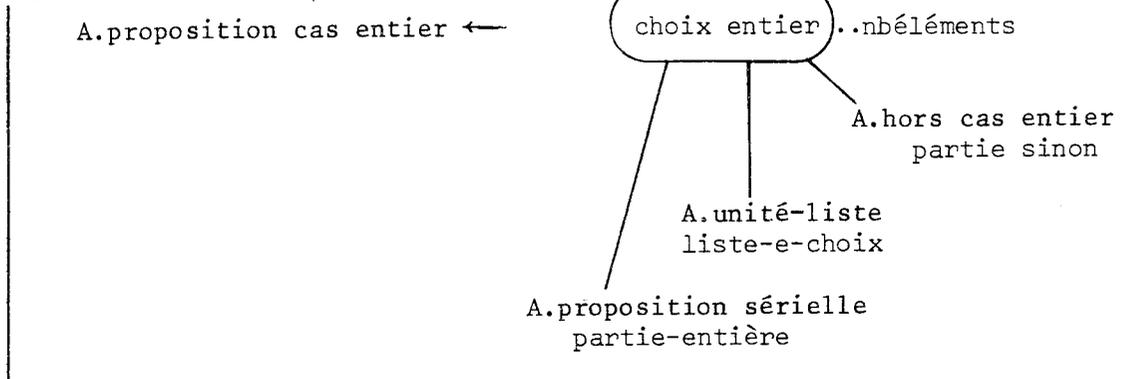 A.proposition cas entier ← choix entier ..nbéléments
A.hors cas entier
partie sinon
A.unité-liste
liste-e-choix
A.proposition sérielle
partie-entière